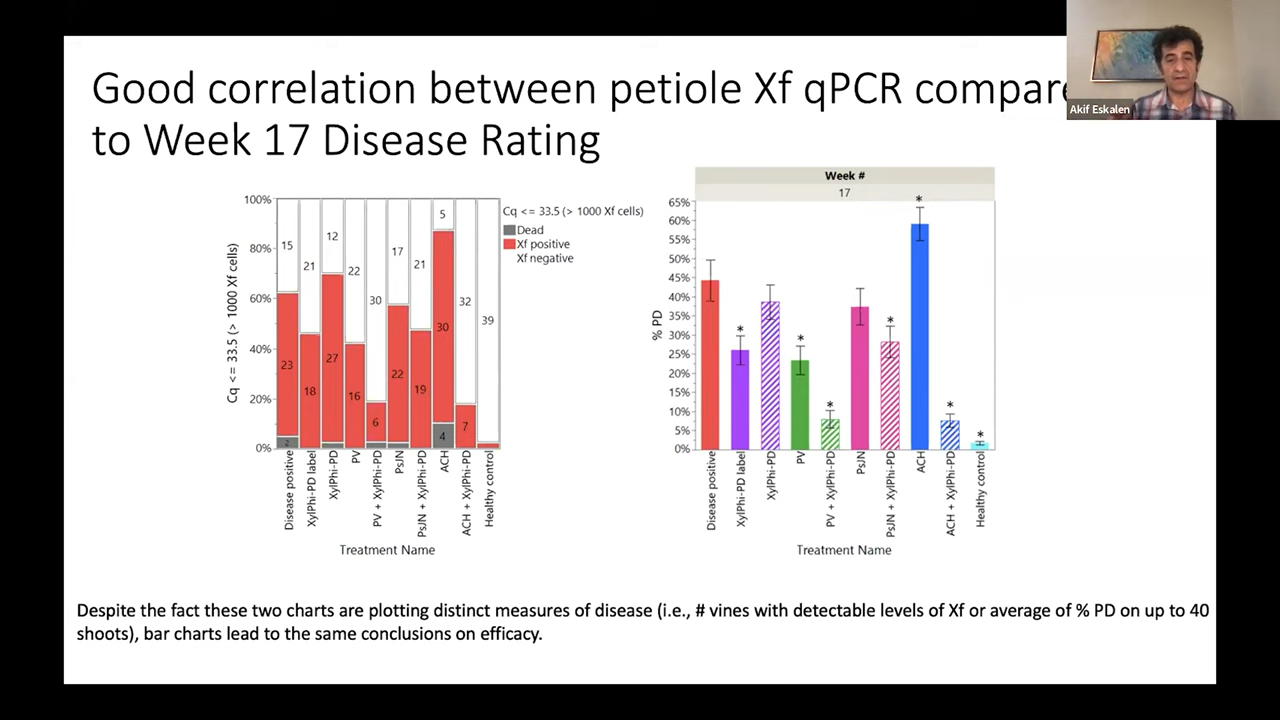 Good correlation between petiole Xf qPCR compare
to Week 17 Disease Rating
Akif Eskalen
100%
80%
60%
40%
20%
0%
Cq <= 33.5 (> 1000 Xf cells)
15
23
2
21
18
12
27
22
16
30
6
17
22
21
19
5
30
4
32
7
39
Disease positive
XylPhi-PD label
XylPhi-PD
PV
PV + XylPhi-PD
PsJN
PsJN + XylPhi-PD
ACH
ACH + XylPhi-PD
Healthy control
Treatment Name
Cq <= 33.5 (> 1000 Xf cells)
Dead
Xf positive
Xf negative
Week #
17
65%
60%
55%
50%
45%
40%
35%
30%
25%
20%
15%
10%
5%
0%
% PD
*
*
*
*
*
*
*
Disease positive
XylPhi-PD label
XylPhi-PD
PV
PV + XylPhi-PD
PsJN
PsJN + XylPhi-PD
ACH
ACH + XylPhi-PD
Healthy control
Treatment Name
Despite the fact these two charts are plotting distinct measures of disease (i.e., # vines with detectable levels of Xf or average of % PD on up to 40
shoots), bar charts lead to the same conclusions on efficacy.